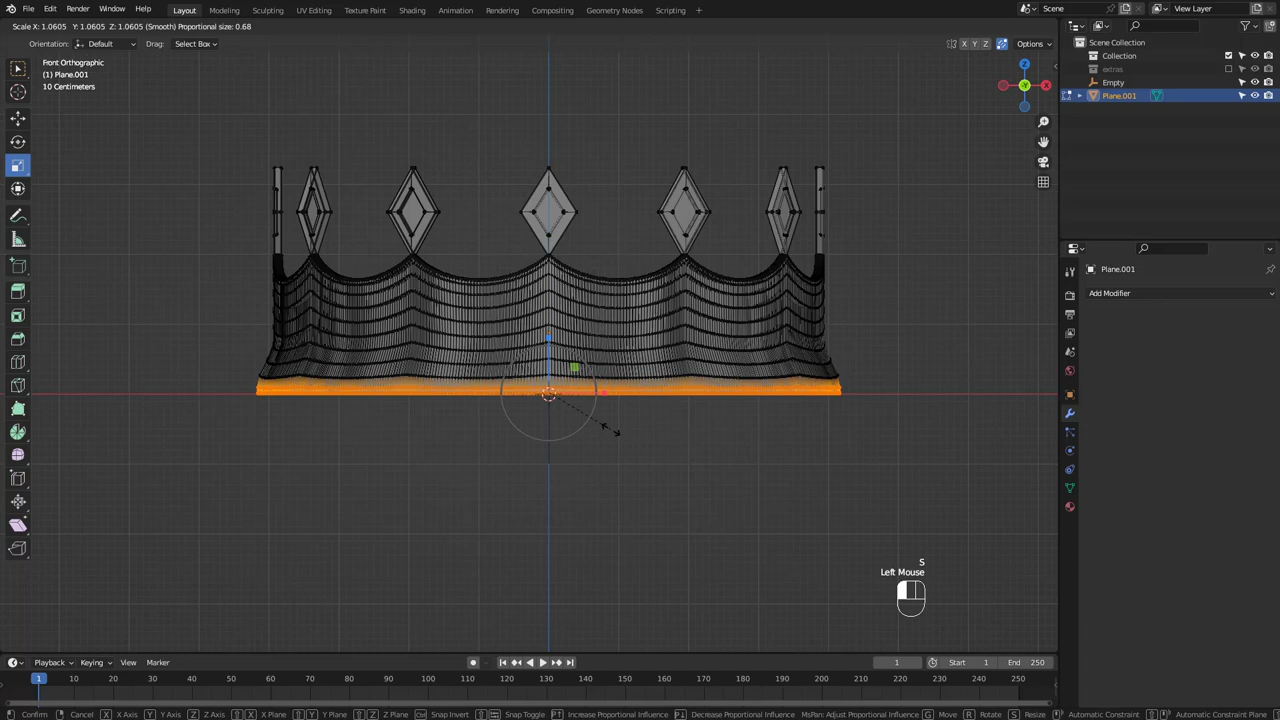 File Edit Render Window Help Layout Modeling Sculpting UV Editing Texture Paint Shading Animation Rendering Compositing Geometry Nodes Scripting + Scene View Layer
Scale X: 1.0605 Y: 1.0605 Z: 1.0605 (Smooth) Proportional size: 0.68
Orientation: Default Drag: Select Box X Y Z Options
Front Orthographic
(1) Plane.001
10 Centimeters
Z
X
Y
Scene Collection
Collection
extras
Empty
Plane.001
Plane.001
Add Modifier
S
Left Mouse
Playback Keying View Marker 1 Start 1 End 250
1 10 20 30 40 50 60 70 80 90 100 110 120 130 140 150 160 170 180 190 200 210 220 230 240 250
Confirm Cancel X X Axis Y Y Axis Z Z Axis X X Plane Y Y Plane Z Z Plane Snap Invert Snap Toggle Increase Proportional Influence Decrease Proportional Influence MsPan: Adjust Proportional Influence G Move R Rotate S Resize Automatic Constraint Automatic Constraint Plane